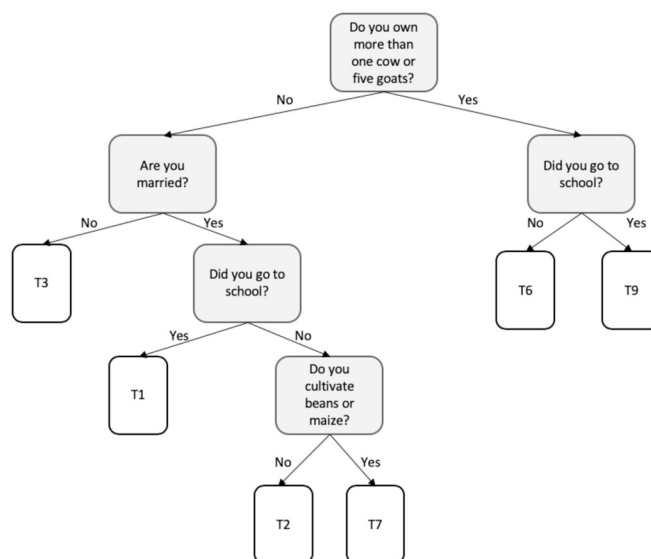 Do you own
more than
one cow or
five goats?
No
Yes
Are you
married?
Did you go to
school?
No
Yes
No
Yes
T3
Did you go to
school?
T6
T9
Yes
No
T1
Do you
cultivate
beans or
maize?
No
Yes
T2
T7